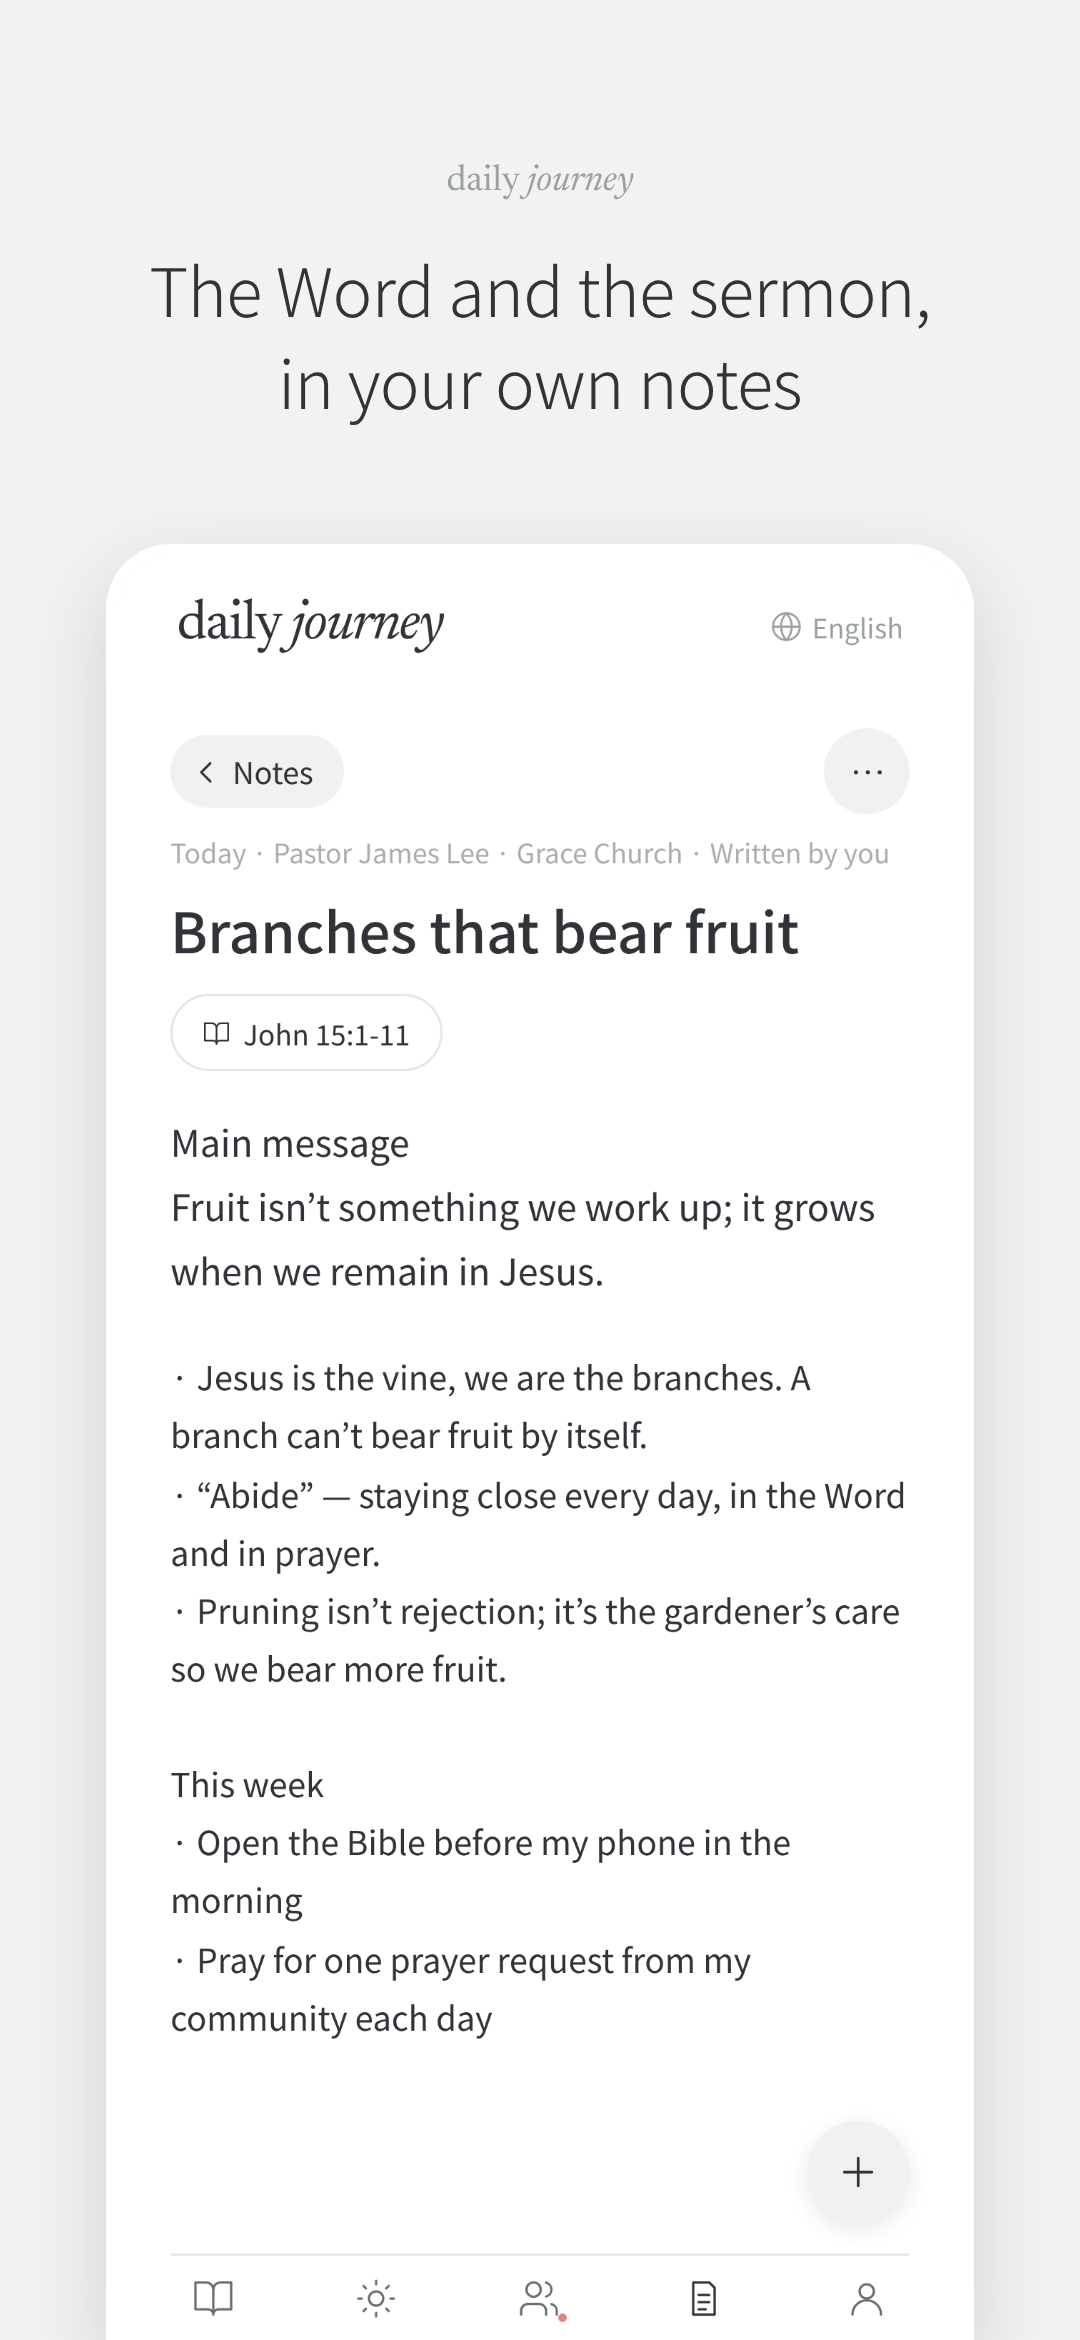 daily journey
The Word and the sermon,
in your own notes
daily journey
English
Notes
Today · Pastor James Lee · Grace Church · Written by you
Branches that bear fruit
John 15:1-11
Main message
Fruit isn’t something we work up; it grows
when we remain in Jesus.
· Jesus is the vine, we are the branches. A
branch can’t bear fruit by itself.
· “Abide” — staying close every day, in the Word
and in prayer.
· Pruning isn’t rejection; it’s the gardener’s care
so we bear more fruit.
This week
· Open the Bible before my phone in the
morning
· Pray for one prayer request from my
community each day